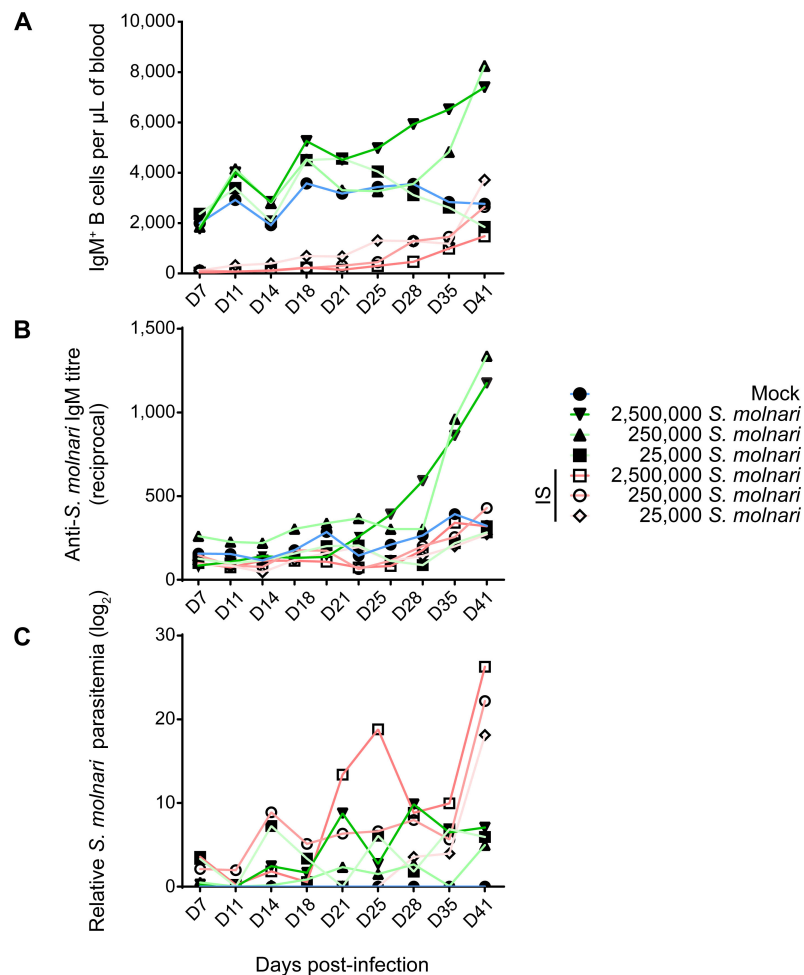 A
IgM⁺ B cells per µL of blood
10,000
8,000
6,000
4,000
2,000
0
D7
D11
D14
D18
D21
D25
D28
D35
D41
B
Anti-S. molnari IgM titre
(reciprocal)
1,500
1,000
500
0
D7
D11
D14
D18
D21
D25
D28
D35
D41
Mock
2,500,000 S. molnari
250,000 S. molnari
25,000 S. molnari
IS
2,500,000 S. molnari
250,000 S. molnari
25,000 S. molnari
C
Relative S. molnari parasitemia (log₂)
30
20
10
0
D7
D11
D14
D18
D21
D25
D28
D35
D41
Days post-infection